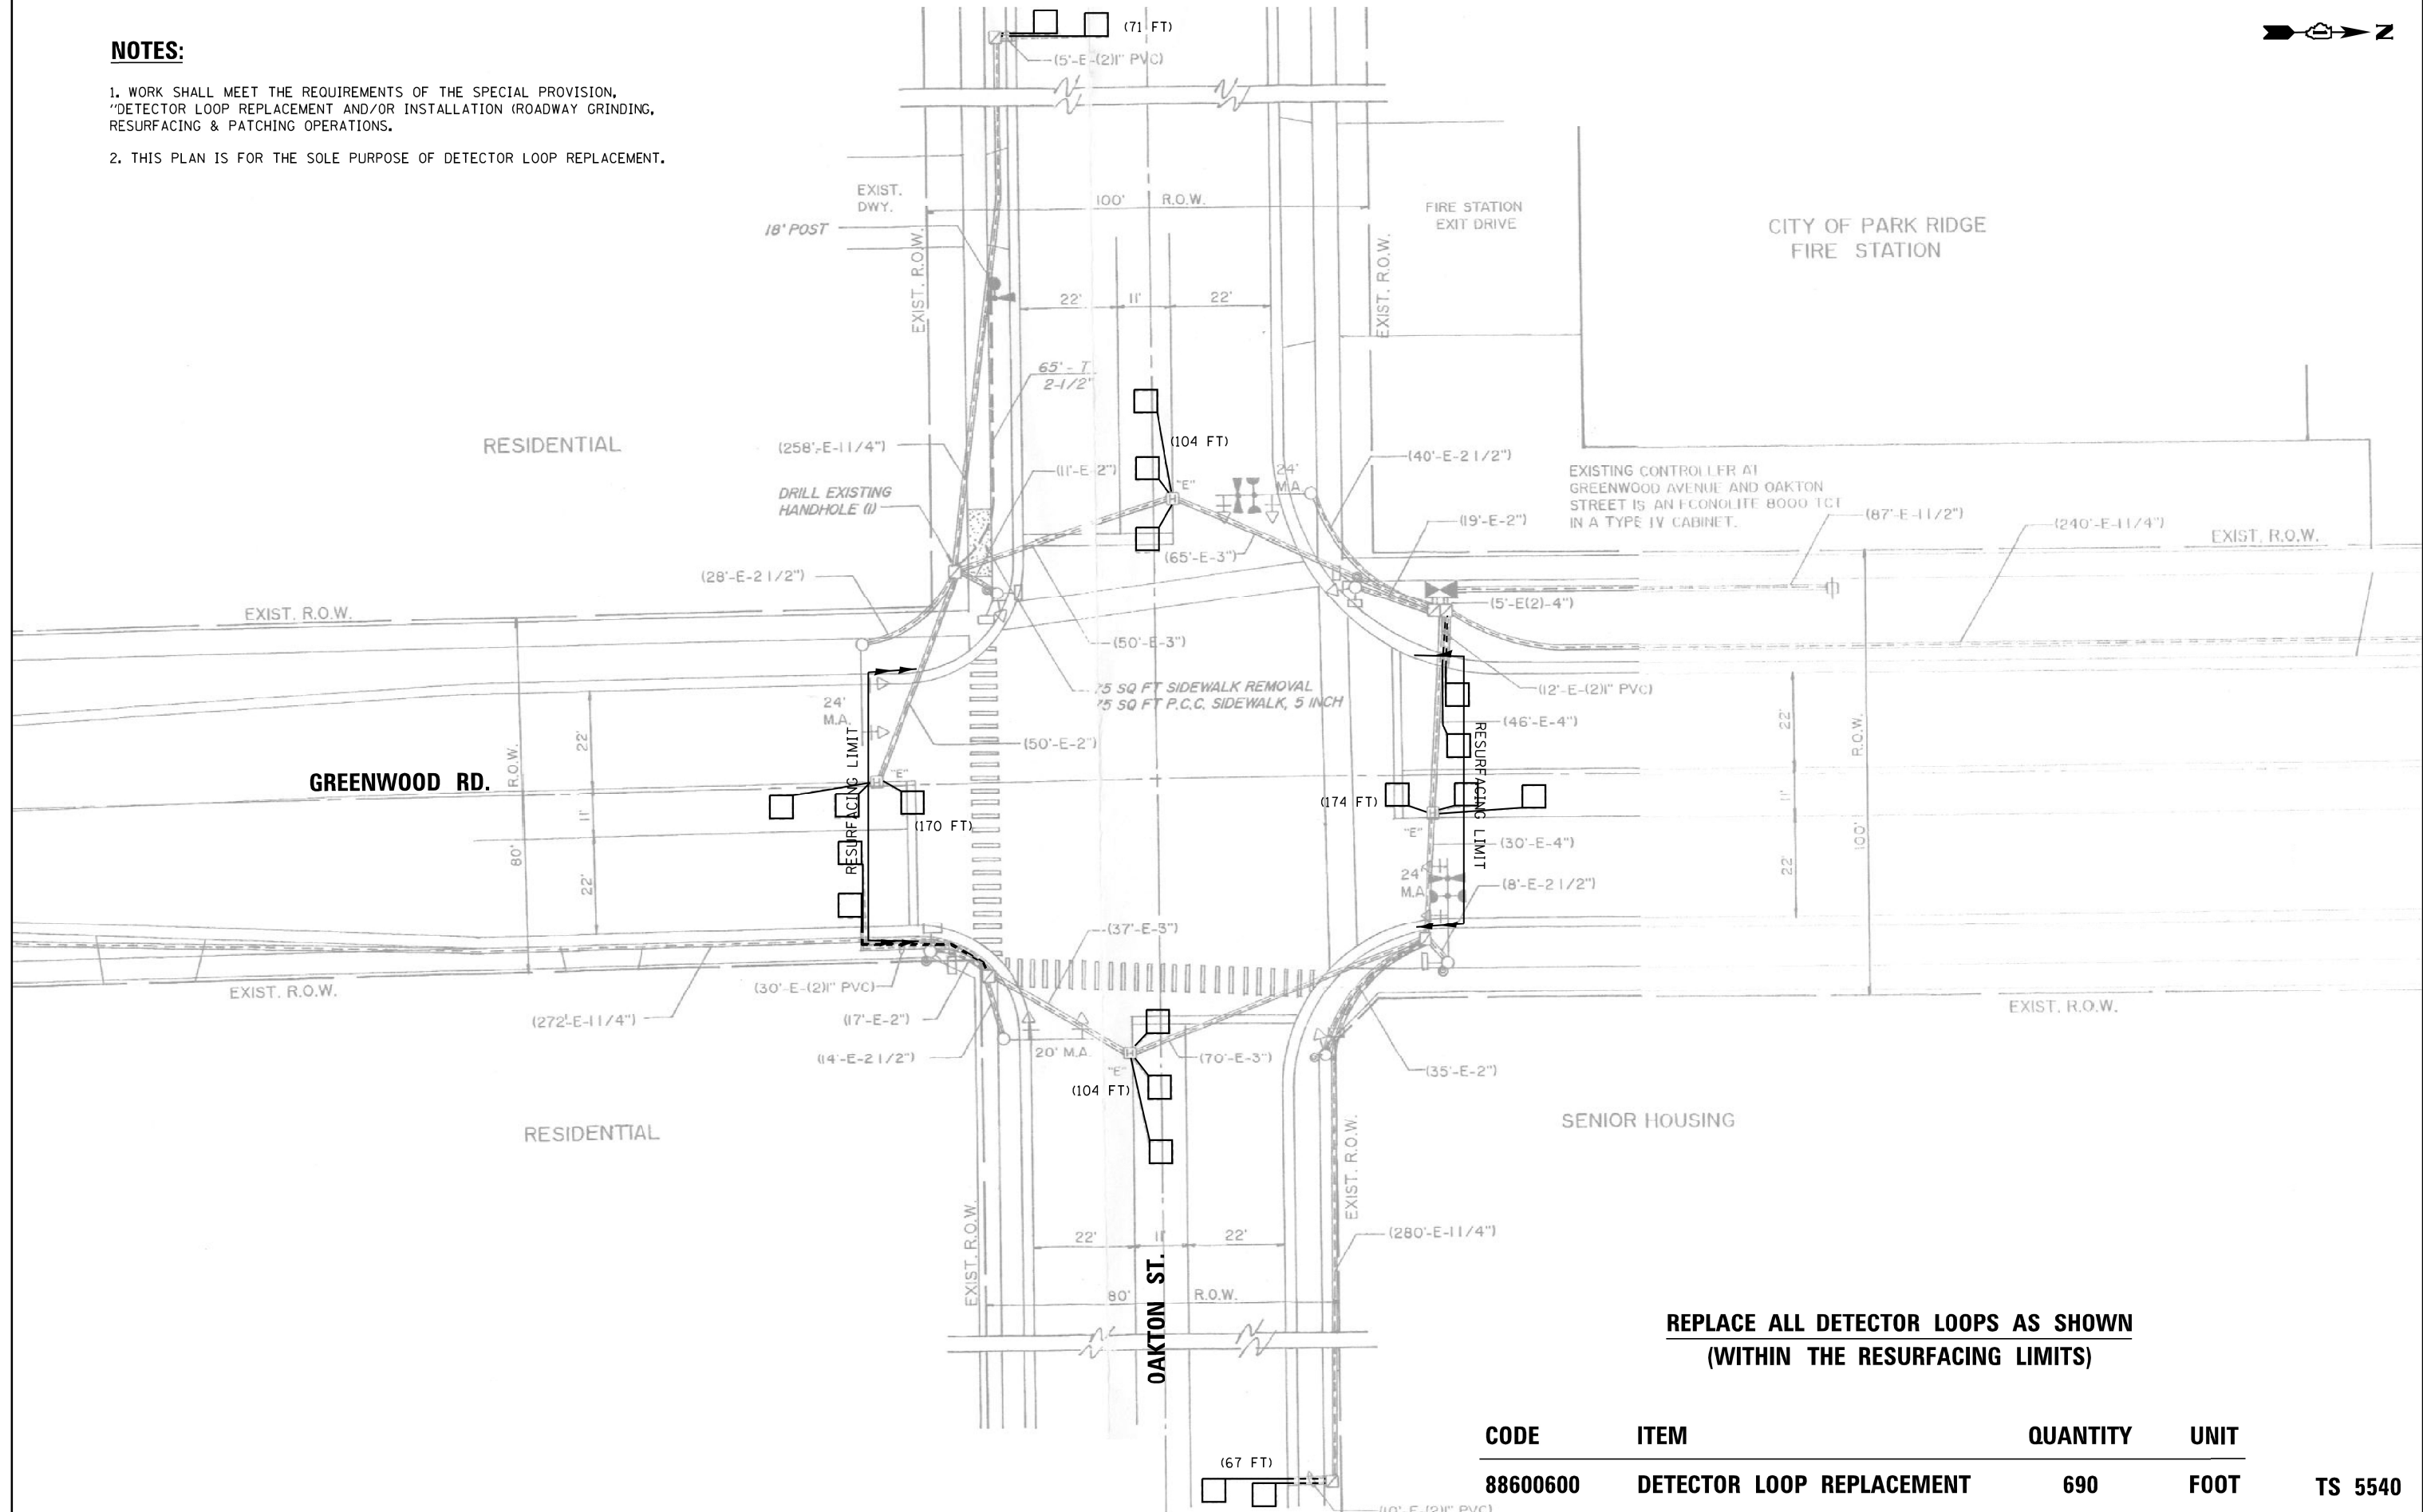 NOTES:
1. WORK SHALL MEET THE REQUIREMENTS OF THE SPECIAL PROVISION,
"DETECTOR LOOP REPLACEMENT AND/OR INSTALLATION (ROADWAY GRINDING,
RESURFACING & PATCHING OPERATIONS.
2. THIS PLAN IS FOR THE SOLE PURPOSE OF DETECTOR LOOP REPLACEMENT.
(71 FT)
(5'-E-(2)1" PVC)
N
EXIST.
DWY.
100' R.O.W.
FIRE STATION
EXIT DRIVE
CITY OF PARK RIDGE
FIRE STATION
18' POST
EXIST. R.O.W.
EXIST. R.O.W.
22' 11' 22'
65' - T
2-1/2"
RESIDENTIAL
(258'-E-1 1/4")
(104 FT)
(11'-E-2")
(40'-E-2 1/2")
"E"
24'
M.A.
DRILL EXISTING
HANDHOLE (1)
EXISTING CONTROLLER AT
GREENWOOD AVENUE AND OAKTON
STREET IS AN ECONOLITE 8000 TCT
IN A TYPE IV CABINET.
(19'-E-2")
(87'-E-1 1/2")
(240'-E-1 1/4")
EXIST. R.O.W.
(65'-E-3")
(28'-E-2 1/2")
EXIST. R.O.W.
(5'-E(2)-4")
(50'-E-3")
75 SQ FT SIDEWALK REMOVAL
75 SQ FT P.C.C. SIDEWALK, 5 INCH
(12'-E-(2)1" PVC)
24'
M.A.
(46'-E-4")
(50'-E-2")
22'
11'
22'
80' R.O.W.
GREENWOOD RD.
RESURFACING LIMIT
"E"
(170 FT)
(174 FT)
"E"
RESURFACING LIMIT
(30'-E-4")
24'
M.A.
(8'-E-2 1/2")
22'
11'
22'
100' R.O.W.
(37'-E-3")
EXIST. R.O.W.
(30'-E-(2)1" PVC)
(272'-E-1 1/4")
(17'-E-2")
(14'-E-2 1/2")
20' M.A.
"E"
(104 FT)
(70'-E-3")
(35'-E-2")
EXIST. R.O.W.
RESIDENTIAL
SENIOR HOUSING
EXIST. R.O.W.
EXIST. R.O.W.
22' 11' 22'
(280'-E-1 1/4")
80' R.O.W.
OAKTON ST.
REPLACE ALL DETECTOR LOOPS AS SHOWN
(WITHIN THE RESURFACING LIMITS)
(67 FT)
CODE ITEM QUANTITY UNIT
88600600 DETECTOR LOOP REPLACEMENT 690 FOOT
TS 5540